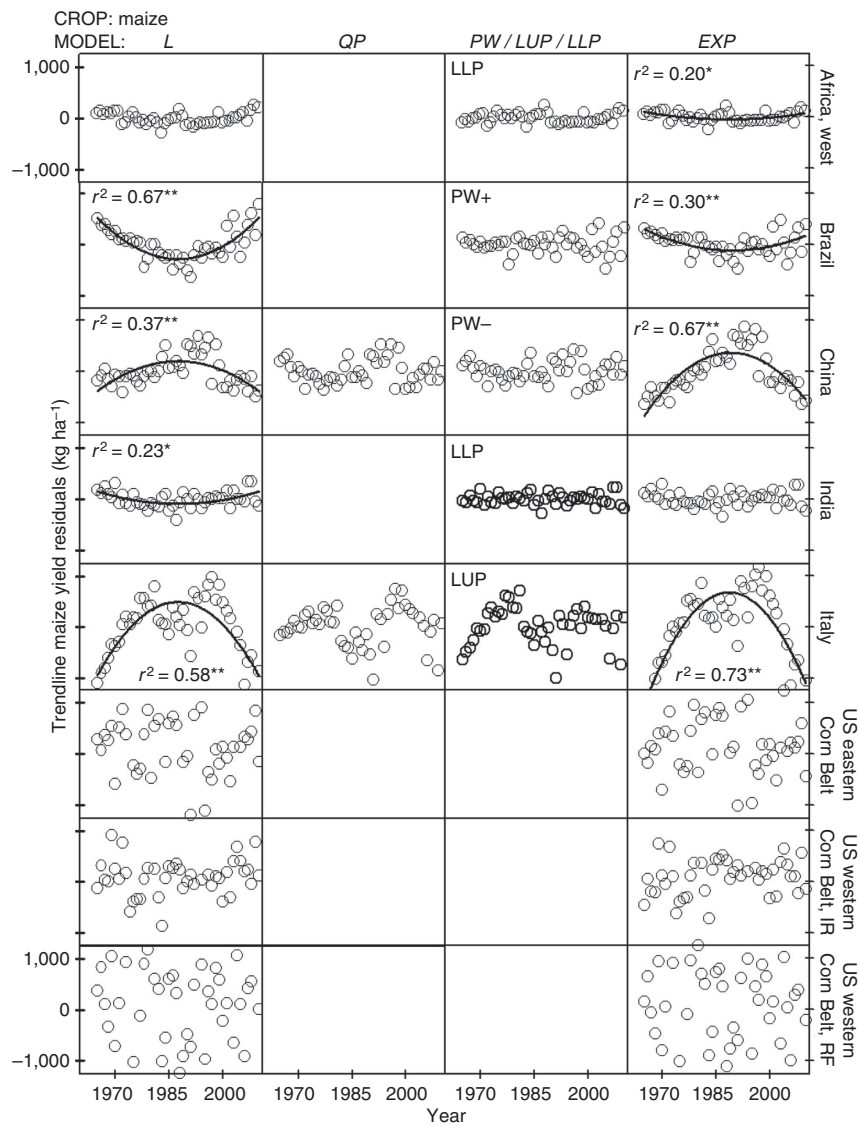 CROP: maize
MODEL: L QP PW / LUP / LLP EXP
1,000
0
−1,000
LLP
r² = 0.20*
Africa, west
r² = 0.67**
PW+
r² = 0.30**
Brazil
r² = 0.37**
PW−
r² = 0.67**
China
r² = 0.23*
LLP
India
r² = 0.58**
LUP
r² = 0.73**
Italy
US eastern
Corn Belt
US western
Corn Belt, IR
US western
Corn Belt, RF
1,000
0
−1,000
Trendline maize yield residuals (kg ha⁻¹)
1970 1985 2000 1970 1985 2000 1970 1985 2000 1970 1985 2000
Year